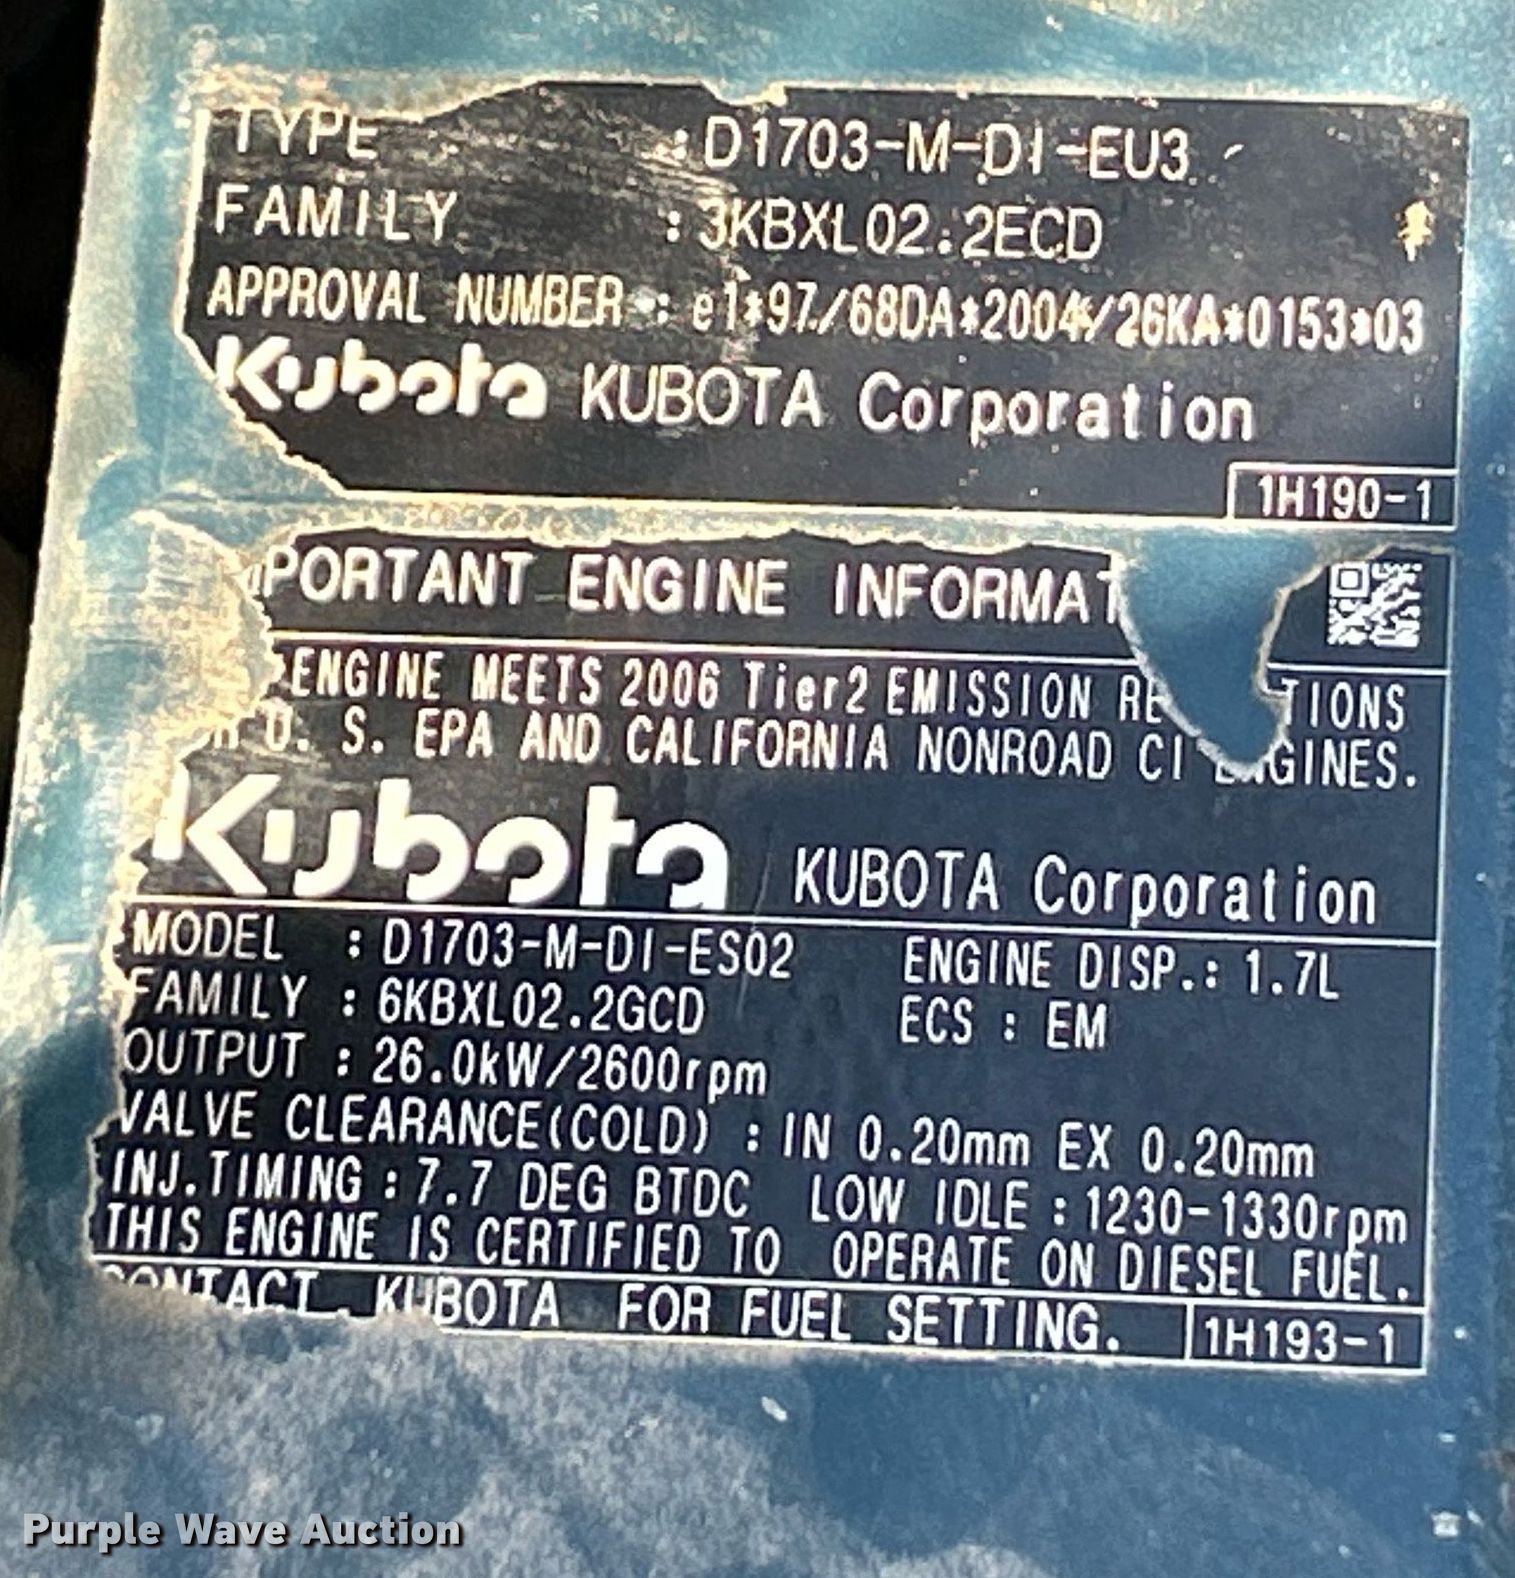 TYPE : D1703-M-DI-EU3
FAMILY : 3KBXL02.2ECD
APPROVAL NUMBER : e1*97/68DA*2004/26KA*0153*03
Kubota KUBOTA Corporation
1H190-1
PORTANT ENGINE INFORMAT
ENGINE MEETS 2006 Tier2 EMISSION RE TIONS
U. S. EPA AND CALIFORNIA NONROAD CI ENGINES.
Kubota KUBOTA Corporation
MODEL : D1703-M-DI-ES02 ENGINE DISP.: 1.7L
FAMILY : 6KBXL02.2GCD ECS : EM
OUTPUT : 26.0kW/2600rpm
VALVE CLEARANCE(COLD) : IN 0.20mm EX 0.20mm
INJ.TIMING : 7.7 DEG BTDC LOW IDLE : 1230-1330rpm
THIS ENGINE IS CERTIFIED TO OPERATE ON DIESEL FUEL.
CONTACT KUBOTA FOR FUEL SETTING. 1H193-1
Purple Wave Auction